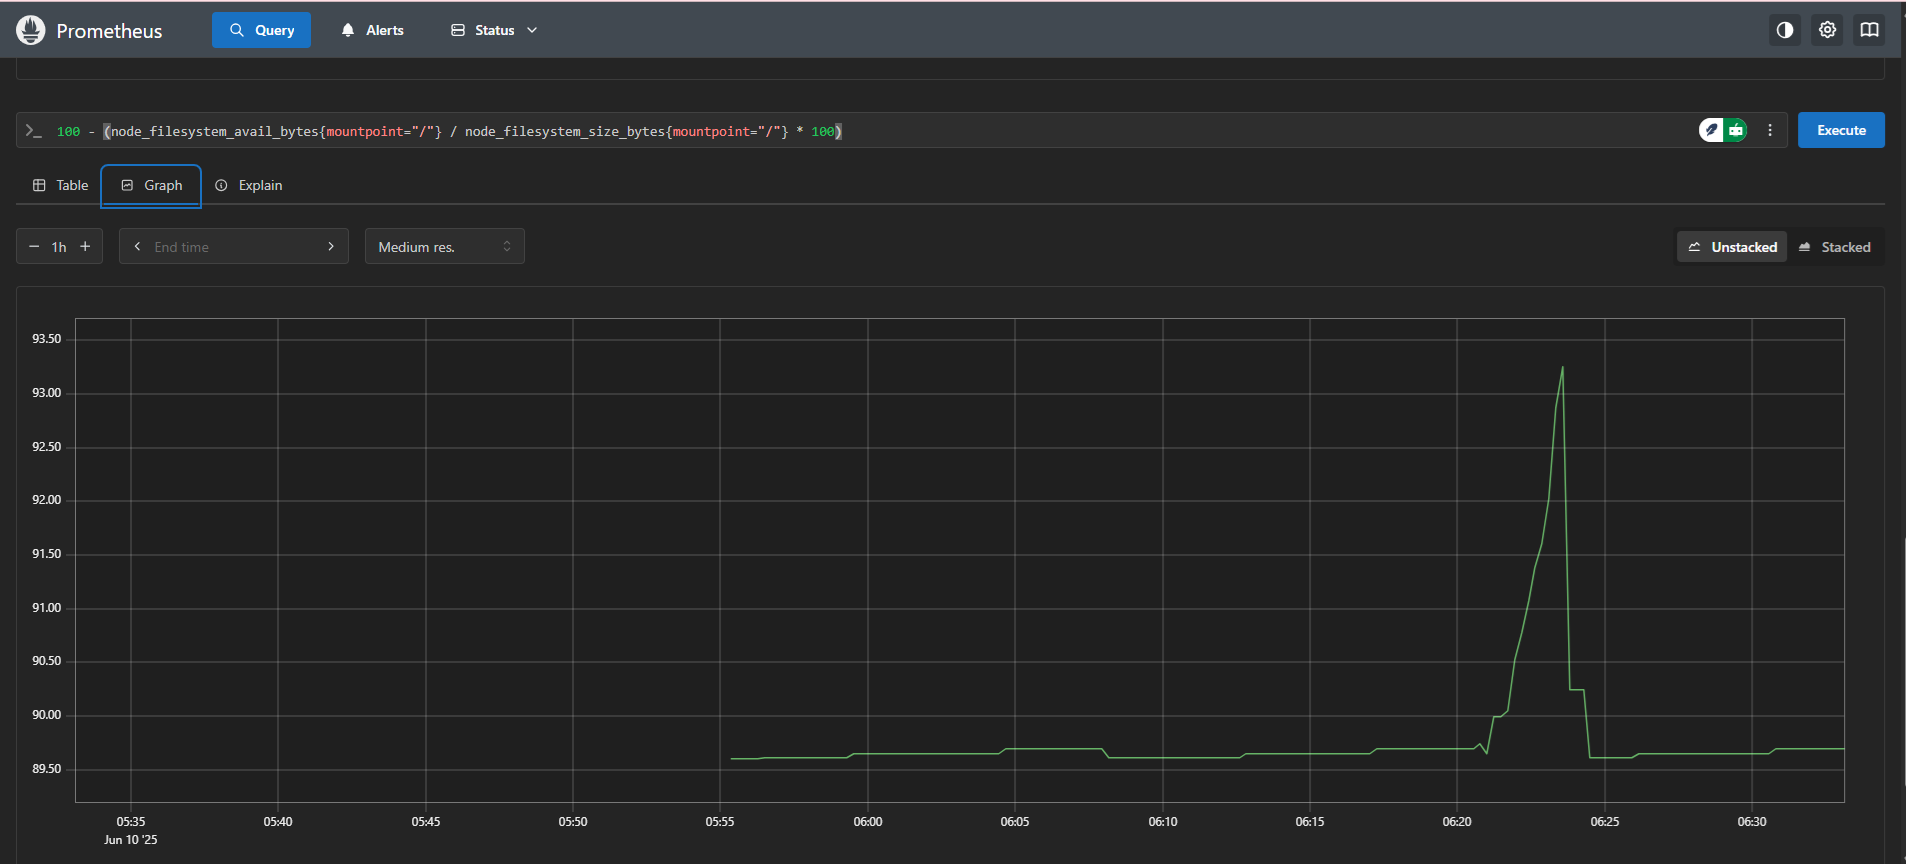 Prometheus Query Alerts Status
100 - (node_filesystem_avail_bytes{mountpoint="/"} / node_filesystem_size_bytes{mountpoint="/"} * 100)
Execute
Table Graph Explain
1h End time Medium res. Unstacked Stacked
93.50
93.00
92.50
92.00
91.50
91.00
90.50
90.00
89.50
05:35 05:40 05:45 05:50 05:55 06:00 06:05 06:10 06:15 06:20 06:25 06:30
Jun 10 '25